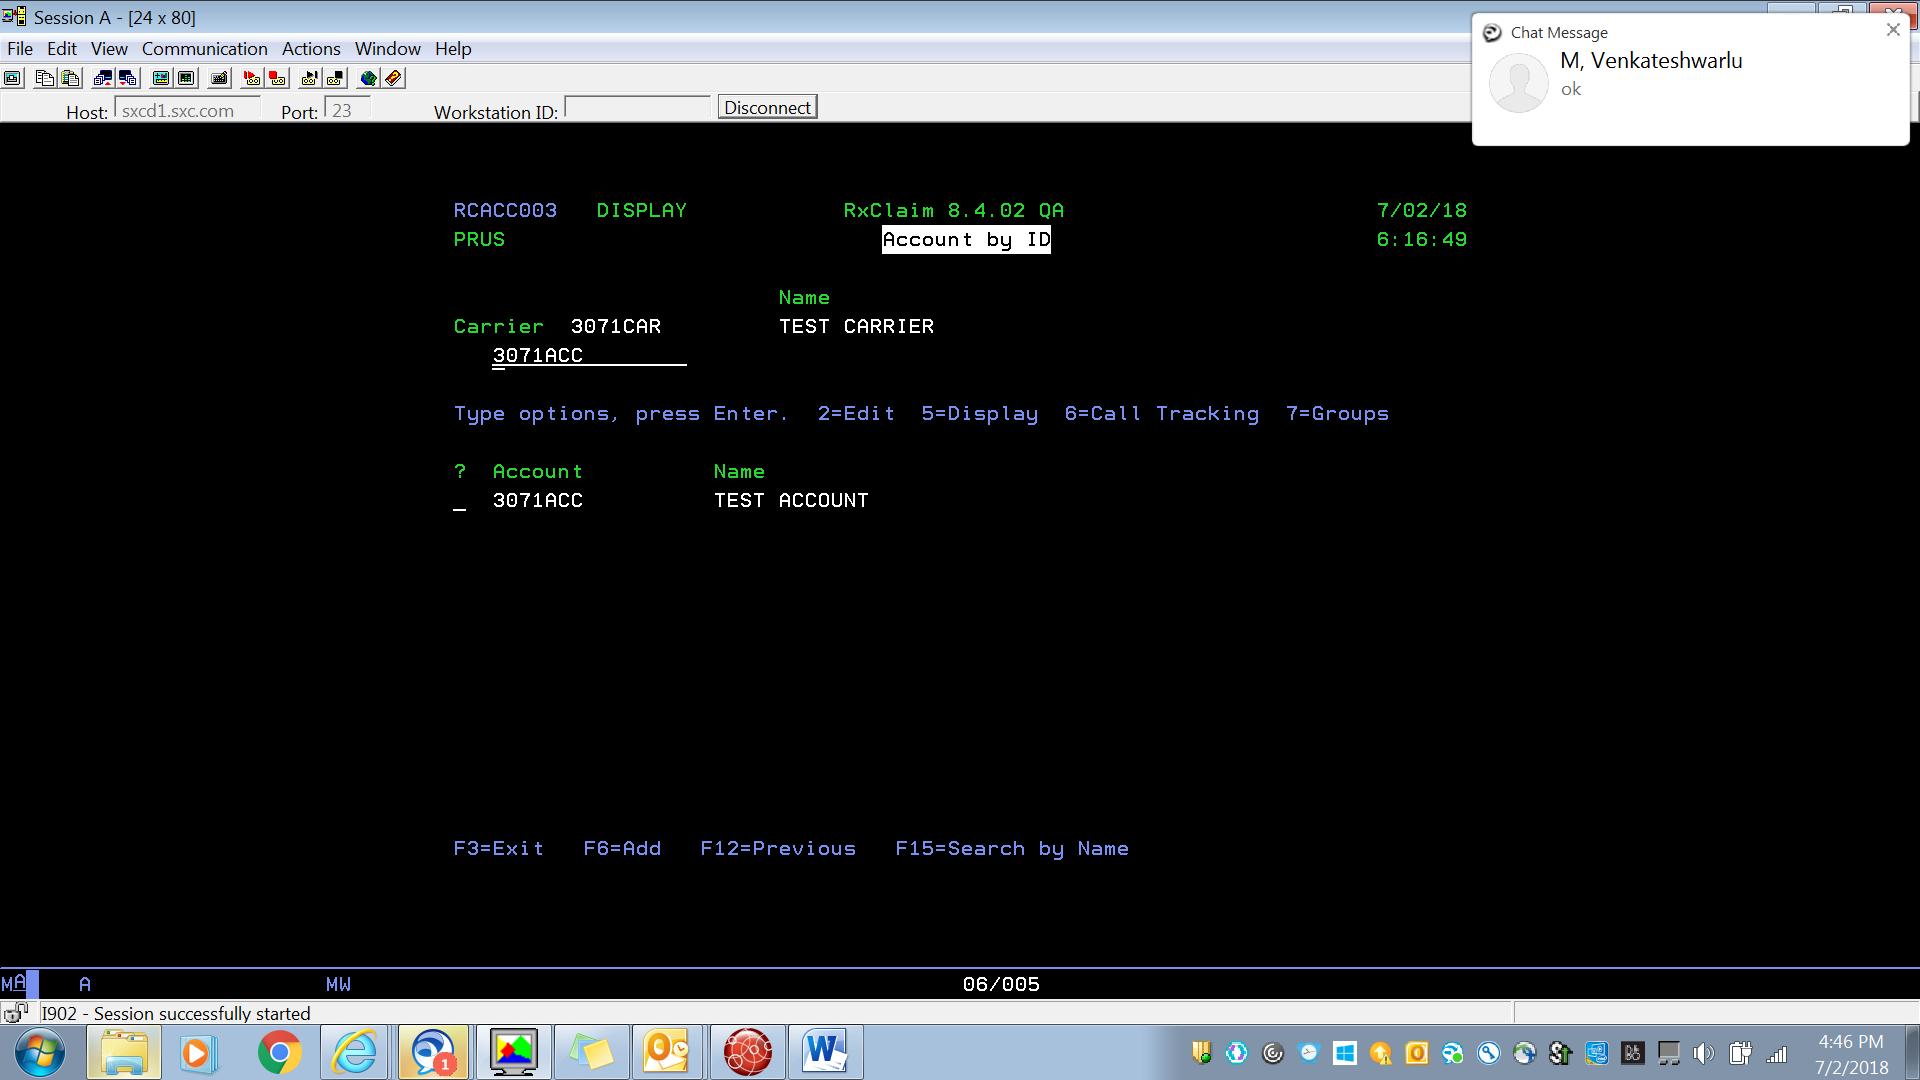 Session A - [24 x 80]
File Edit View Communication Actions Window Help
Host: sxcd1.sxc.com Port: 23 Workstation ID: Disconnect
Chat Message
M, Venkateshwarlu
ok
RCACC003 DISPLAY RxClaim 8.4.02 QA 7/02/18
PRUS Account by ID 6:16:49
Name
Carrier 3071CAR TEST CARRIER
3071ACC
Type options, press Enter. 2=Edit 5=Display 6=Call Tracking 7=Groups
? Account Name
_ 3071ACC TEST ACCOUNT
F3=Exit F6=Add F12=Previous F15=Search by Name
MA A MW 06/005
I902 - Session successfully started
1
4:46 PM
7/2/2018